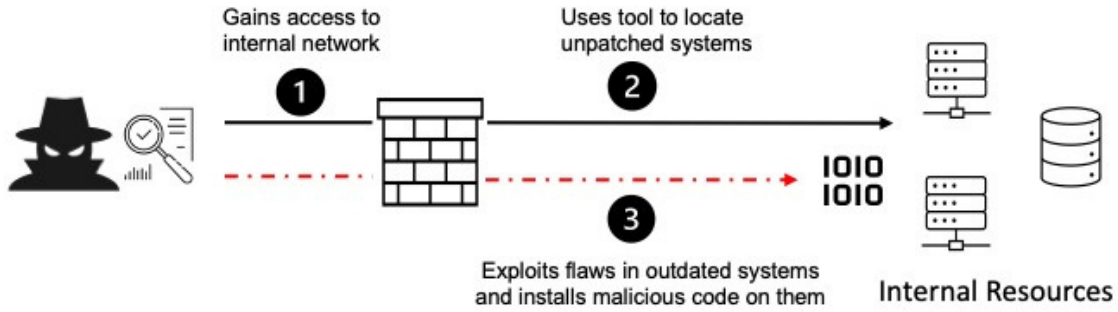 Gains access to
internal network
1
Uses tool to locate
unpatched systems
2
1010
1010
3
Exploits flaws in outdated systems
and installs malicious code on them
Internal Resources